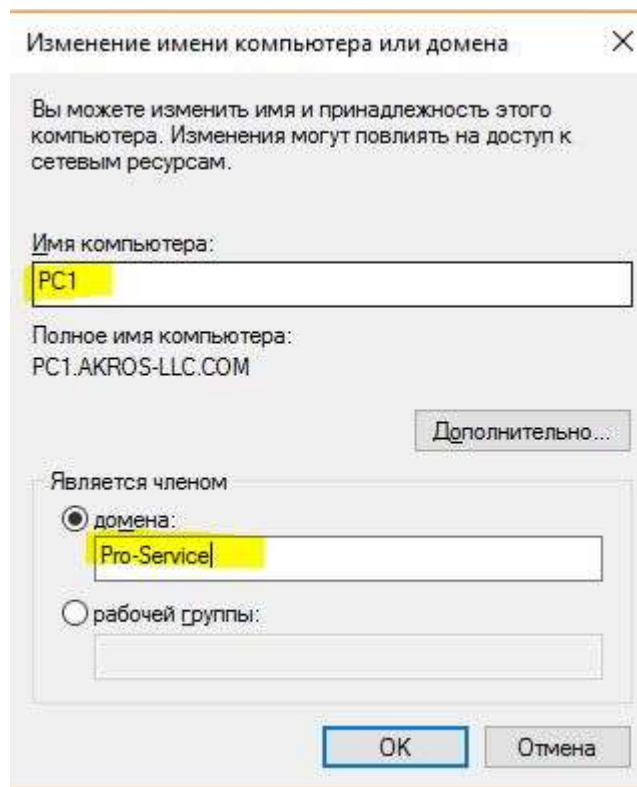 Изменение имени компьютера или домена
Вы можете изменить имя и принадлежность этого
компьютера. Изменения могут повлиять на доступ к
сетевым ресурсам.
Имя компьютера:
PC1
Полное имя компьютера:
PC1.AKROS-LLC.COM
Дополнительно...
Является членом
домена:
Pro-Service
рабочей группы:
OK
Отмена